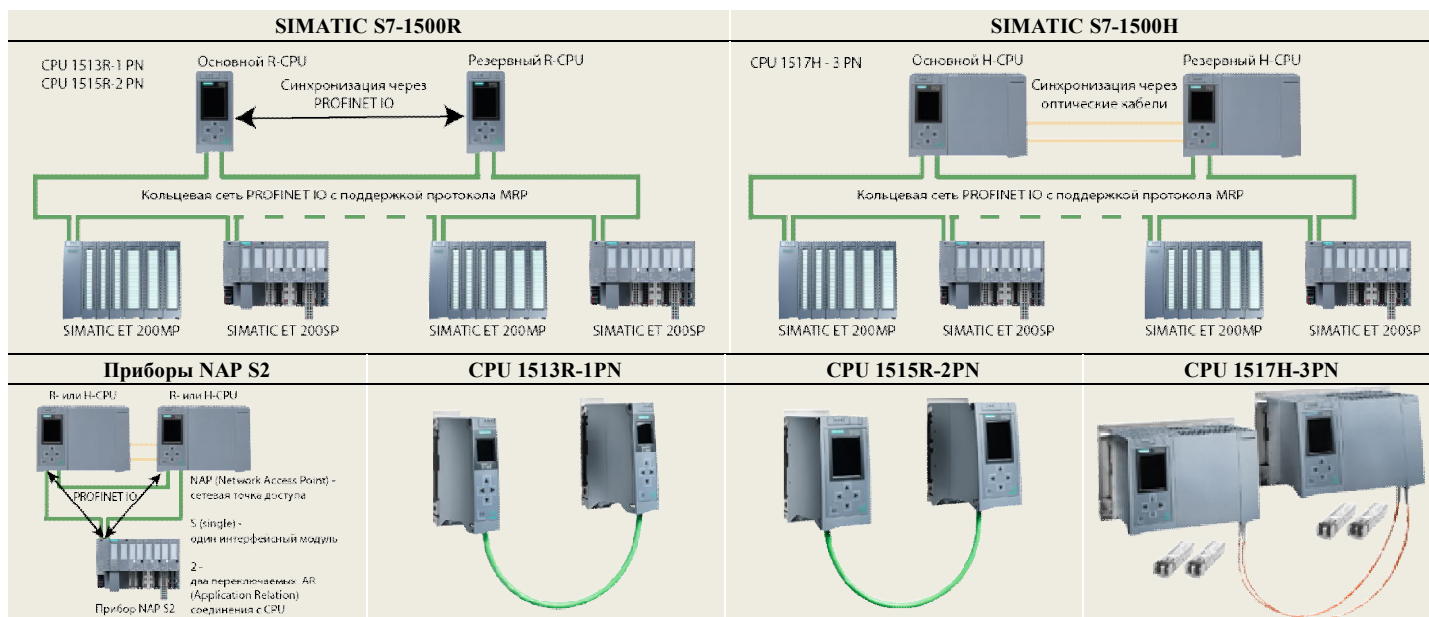 SIMATIC S7-1500R
CPU 1513R-1 PN
CPU 1515R-2 PN
Основной R-CPU
Резервный R-CPU
Синхронизация через
PROFINET IO
Кольцевая сеть PROFINET IO с поддержкой протокола MRP
SIMATIC ET 200MP
SIMATIC ET 200SP
SIMATIC ET 200MP
SIMATIC ET 200SP
SIMATIC S7-1500H
CPU 1517H - 3 PN
Основной H-CPU
Резервный H-CPU
Синхронизация через
оптические кабели
Кольцевая сеть PROFINET IO с поддержкой протокола MRP
SIMATIC ET 200MP
SIMATIC ET 200SP
SIMATIC ET 200MP
SIMATIC ET 200SP
Приборы NAP S2
R- или H-CPU
R- или H-CPU
PROFINET IO
NAP (Network Access Point) -
сетевая точка доступа
S (single) -
один интерфейсный модуль
2 -
два переключаемых AR
(Application Relation)
соединения с CPU
Прибор NAP S2
CPU 1513R-1PN
CPU 1515R-2PN
CPU 1517H-3PN